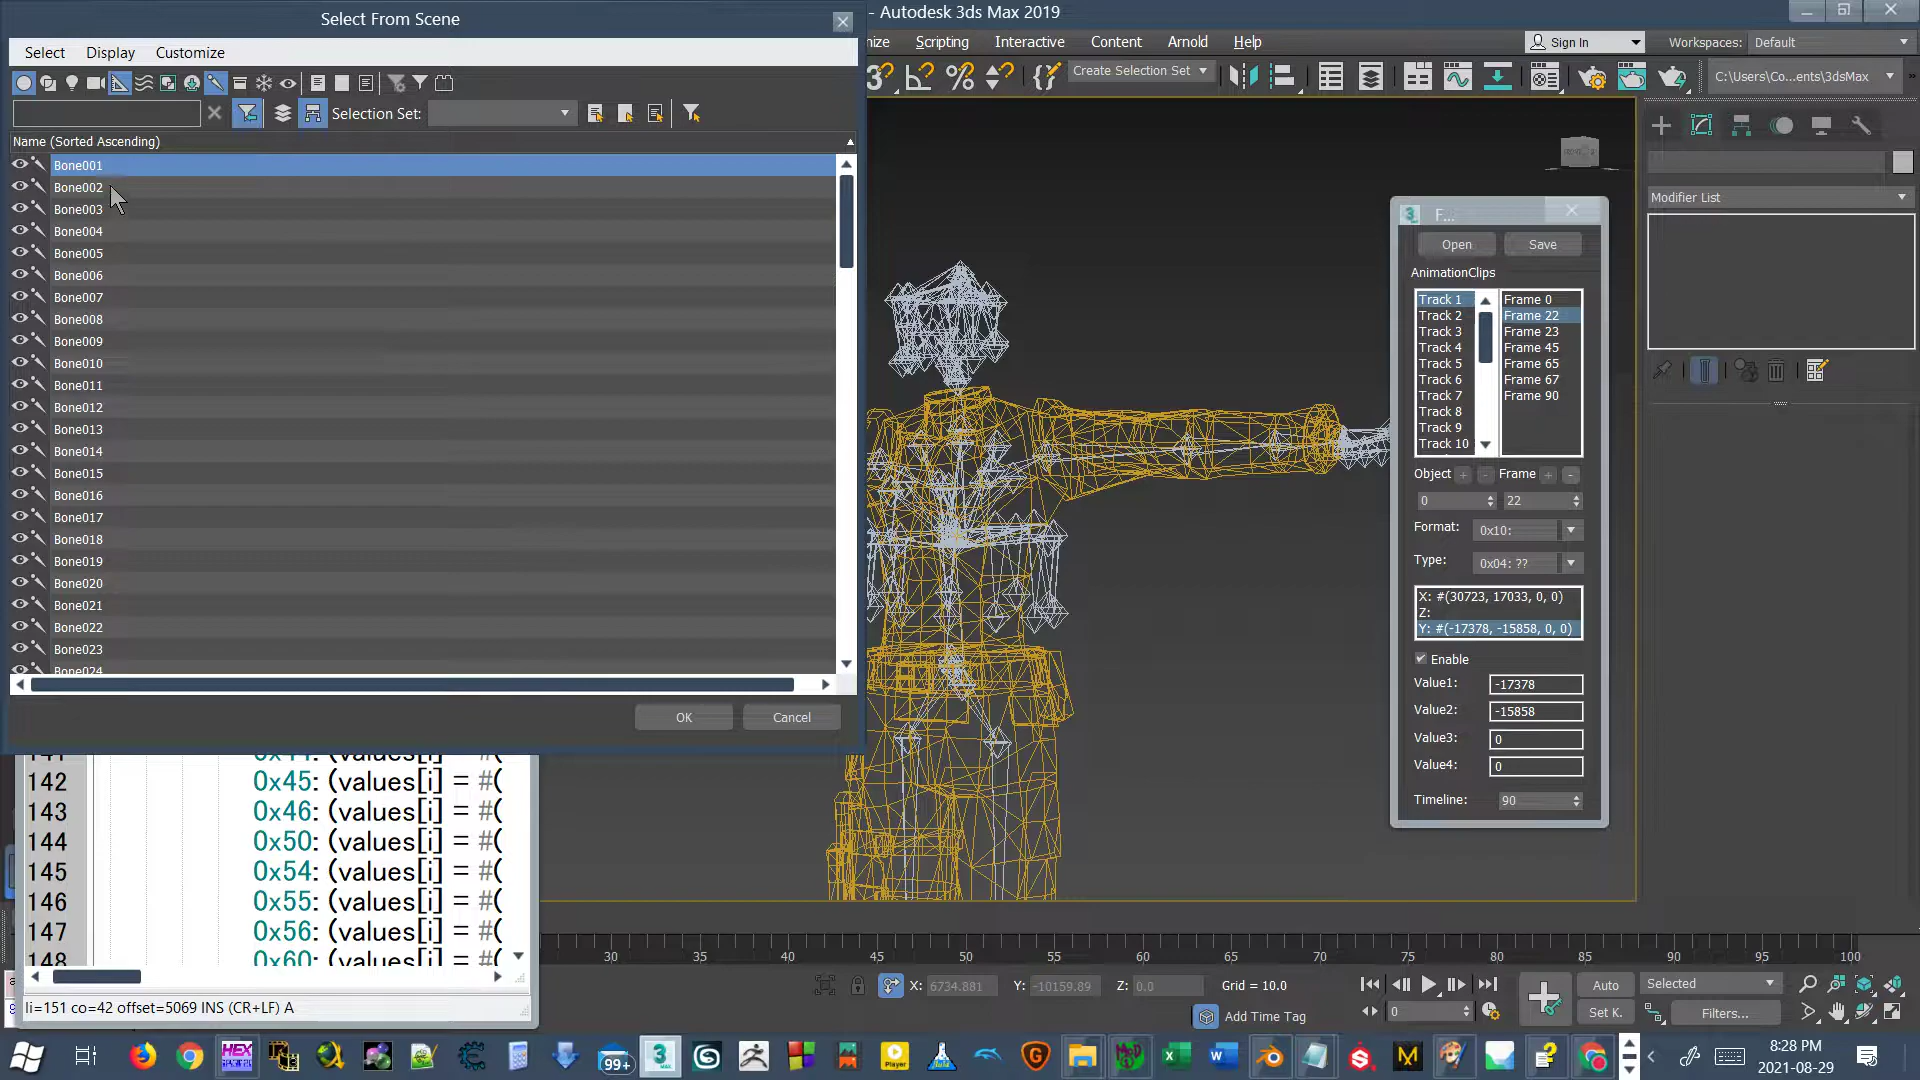 Select From Scene
- Autodesk 3ds Max 2019
Select Display Customize
Scripting Interactive Content Arnold Help
Sign In
Workspaces: Default
Create Selection Set
C:\Users\Co...ents\3dsMax
Selection Set:
Name (Sorted Ascending)
Bone001
Bone002
Bone003
Bone004
Bone005
Bone006
Bone007
Bone008
Bone009
Bone010
Bone011
Bone012
Bone013
Bone014
Bone015
Bone016
Bone017
Bone018
Bone019
Bone020
Bone021
Bone022
Bone023
Bone024
OK Cancel
Modifier List
F...
Open Save
AnimationClips
Track 1 Frame 0
Track 2 Frame 22
Track 3 Frame 23
Track 4 Frame 45
Track 5 Frame 65
Track 6 Frame 67
Track 7 Frame 90
Track 8
Track 9
Track 10
Object + - Frame + -
0 22
Format: 0x10:
Type: 0x04: ??
X: #(30723, 17033, 0, 0)
Z:
Y: #(-17378, -15858, 0, 0)
Enable
Value1: -17378
Value2: -15858
Value3: 0
Value4: 0
Timeline: 90
142 0x45: (values[i] = #(
143 0x46: (values[i] = #(
144 0x50: (values[i] = #(
145 0x54: (values[i] = #(
146 0x55: (values[i] = #(
147 0x56: (values[i] = #(
148 0x60: (values[i] = #(
li=151 co=42 offset=5069 INS (CR+LF) A
30 35 40 45 50 55 60 65 70 75 80 85 90 95 100
X: 6734.881 Y: -10159.89 Z: 0.0 Grid = 10.0
Add Time Tag
0
Auto Selected
Set K. Filters...
99+
Player
8:28 PM
2021-08-29